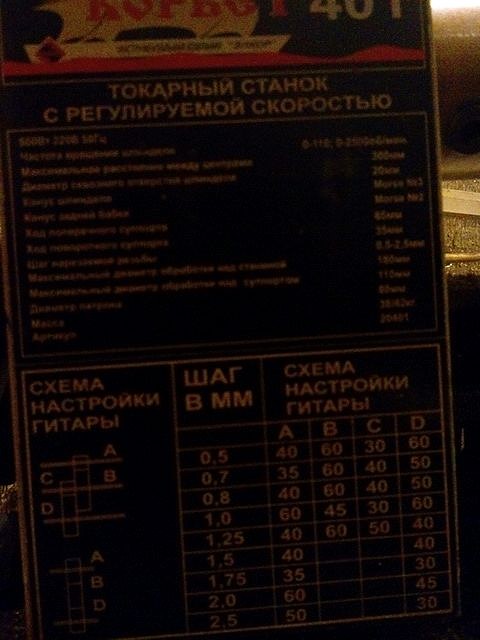 КОРВЕТ 401
ТОКАРНЫЙ СТАНОК
С РЕГУЛИРУЕМОЙ СКОРОСТЬЮ
500Вт 220В 50Гц
Частота вращения шпинделя
Максимальное расстояние между центрами 300мм
Диаметр сквозного отверстия шпинделя 20мм
Конус шпинделя Morse №3
Конус задней бабки Morse №2
Ход поперечного суппорта 65мм
Ход поворотного суппорта 35мм
Шаг нарезаемой резьбы 0,5-2,5мм
Максимальный диаметр обработки над станиной 180мм
Максимальный диаметр обработки над суппортом 110мм
Диаметр патрона 80мм
Масса
Артикул 20401
СХЕМА НАСТРОЙКИ ГИТАРЫ
A
C B
D
A
B
D
ШАГ В ММ СХЕМА НАСТРОЙКИ ГИТАРЫ
A B C D
0,5 40 60 30 60
0,7 35 60 40 50
0,8 40 60 40 50
1,0 60 45 30 60
1,25 40 60 50 40
1,5 40 40
1,75 35 30
2,0 60 45
2,5 50 30